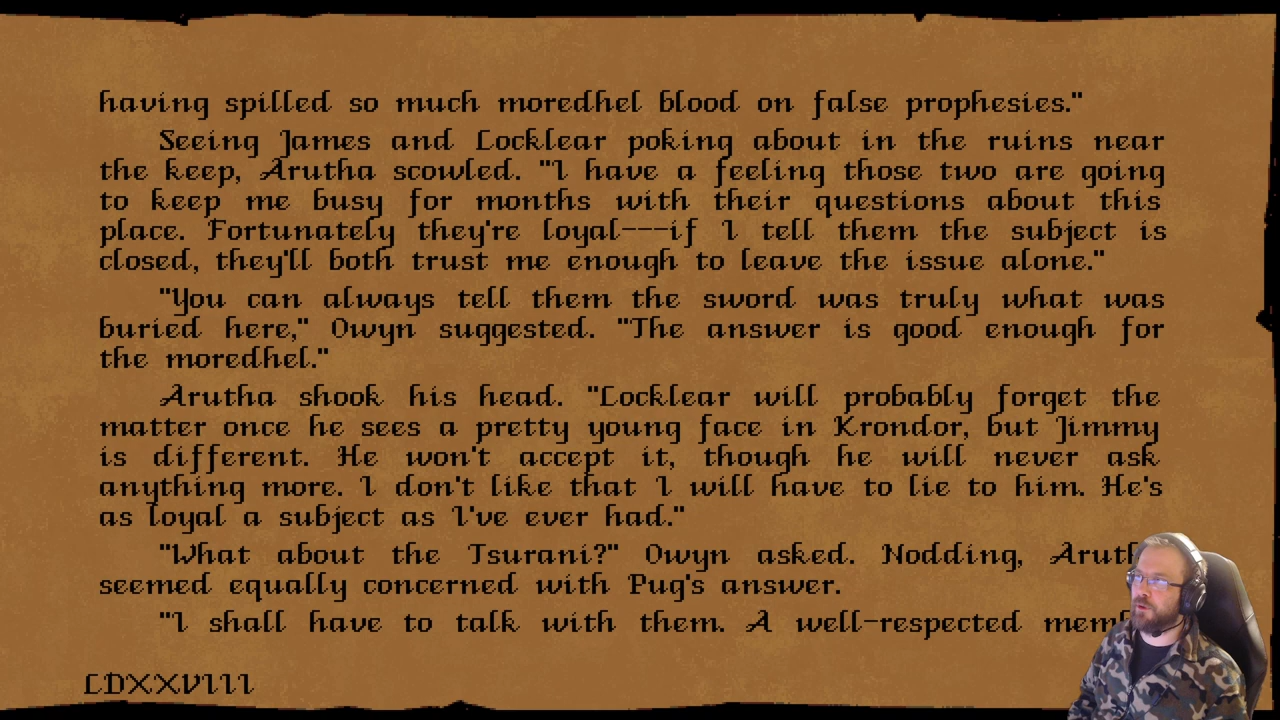 having spilled so much moredhel blood on false prophesies."
Seeing James and Locklear poking about in the ruins near
the keep, Arutha scowled. "I have a feeling those two are going
to keep me busy for months with their questions about this
place. Fortunately they're loyal---if I tell them the subject is
closed, they'll both trust me enough to leave the issue alone."
"You can always tell them the sword was truly what was
buried here," Owyn suggested. "The answer is good enough for
the moredhel."
Arutha shook his head. "Locklear will probably forget the
matter once he sees a pretty young face in Krondor, but Jimmy
is different. He won't accept it, though he will never ask
anything more. I don't like that I will have to lie to him. He's
as loyal a subject as I've ever had."
"What about the Tsurani?" Owyn asked. Nodding,
seemed equally concerned with Pug's answer.
"I shall have to talk with them. A well-respected
LDXXVIII